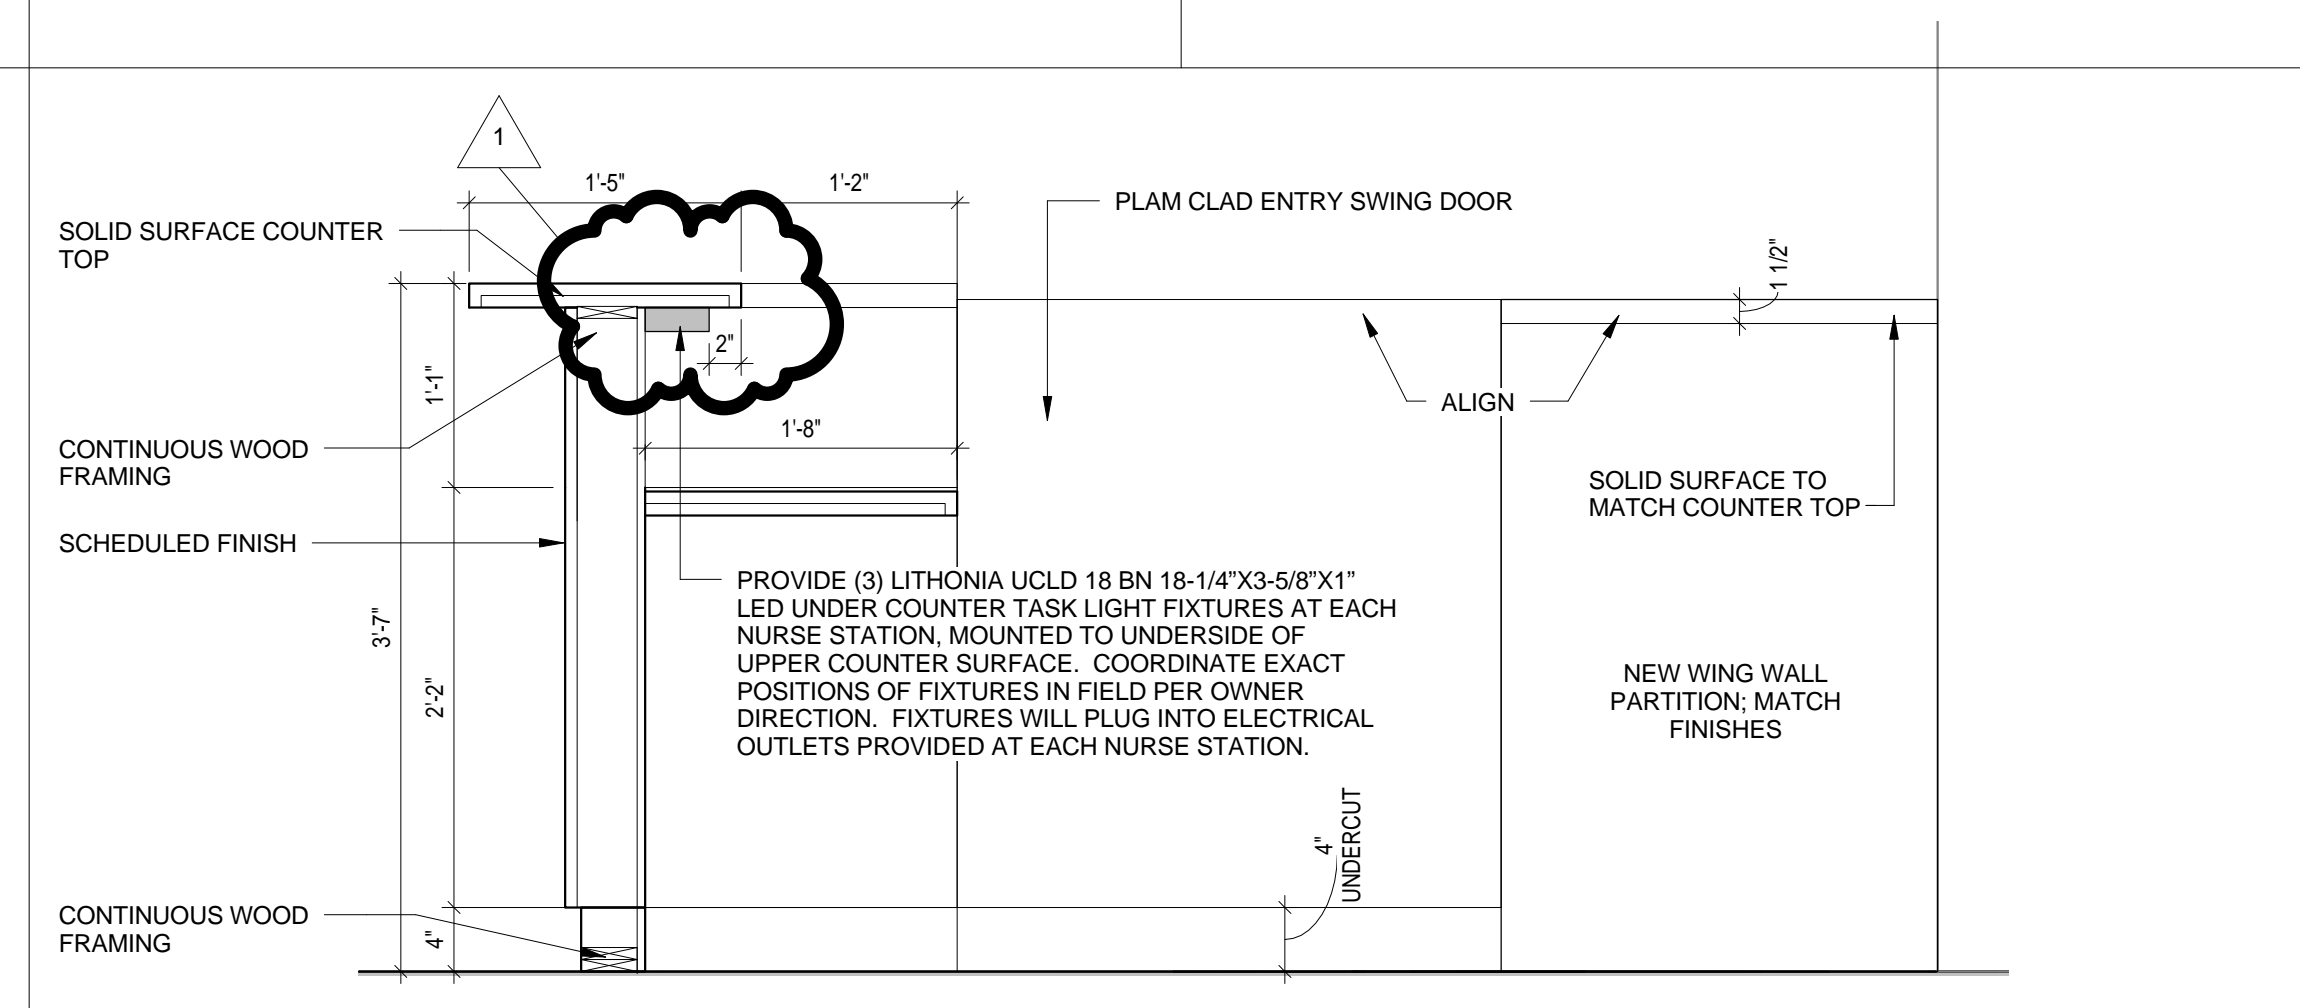 1
1'-5"
1'-2"
PLAM CLAD ENTRY SWING DOOR
SOLID SURFACE COUNTER
TOP
1 1/2"
2"
1'-1"
ALIGN
1'-8"
CONTINUOUS WOOD
FRAMING
SOLID SURFACE TO
MATCH COUNTER TOP
SCHEDULED FINISH
PROVIDE (3) LITHONIA UCLD 18 BN 18-1/4”X3-5/8”X1”
LED UNDER COUNTER TASK LIGHT FIXTURES AT EACH
NURSE STATION, MOUNTED TO UNDERSIDE OF
UPPER COUNTER SURFACE.  COORDINATE EXACT
POSITIONS OF FIXTURES IN FIELD PER OWNER
DIRECTION.  FIXTURES WILL PLUG INTO ELECTRICAL
OUTLETS PROVIDED AT EACH NURSE STATION.
3'-7"
2'-2"
NEW WING WALL
PARTITION; MATCH
FINISHES
4"
UNDERCUT
CONTINUOUS WOOD
FRAMING
4"